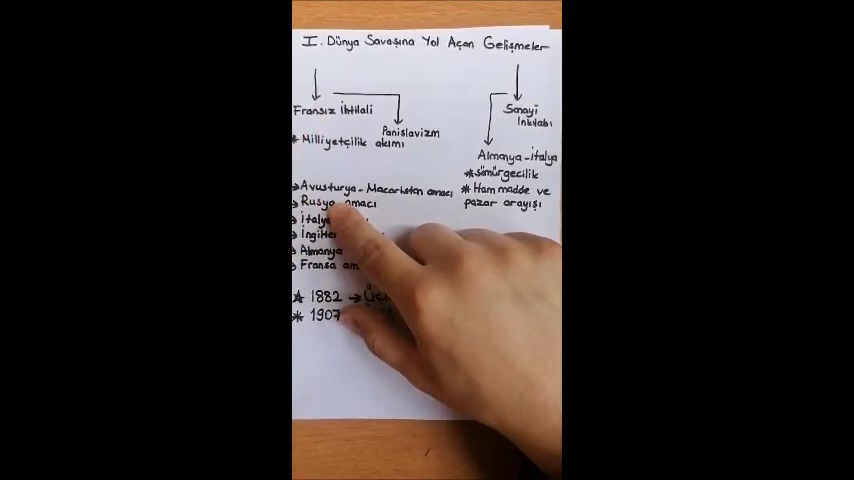 I. Dünya Savaşına Yol Açan Gelişmeler
Fransız İhtilali
* Milliyetçilik akımı
Panislavizm
Sanayi
İnkılabı
Almanya-İtalya
* Sömürgecilik
* Ham madde ve
pazar arayışı
→ Avusturya - Macaristan amacı
→ Rusya amacı
→ İtalya
→ İngilte
→ Almanya
→ Fransa am
* 1882 → Üç
* 1907